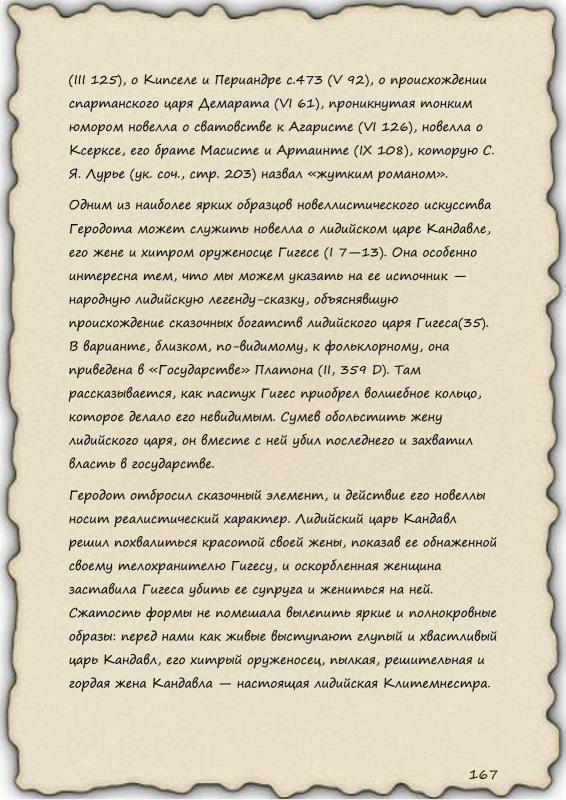 (III 125), о Кипселе и Периандре с.473 (V 92), о происхождении
спартанского царя Демарата (VI 61), проникнутая тонким
юмором новелла о сватовстве к Агаристе (VI 126), новелла о
Ксерксе, его брате Масисте и Артаинте (IX 108), которую С.
Я. Лурье (ук. соч., стр. 203) назвал «жутким романом».
Одним из наиболее ярких образцов новеллистического искусства
Геродота может служить новелла о лидийском царе Кандавле,
его жене и хитром оруженосце Гигесе (I 7—13). Она особенно
интересна тем, что мы можем указать на ее источник —
народную лидийскую легенду-сказку, объяснявшую
происхождение сказочных богатств лидийского царя Гигеса(35).
В варианте, близком, по-видимому, к фольклорному, она
приведена в «Государстве» Платона (II, 359 D). Там
рассказывается, как пастух Гигес приобрел волшебное кольцо,
которое делало его невидимым. Сумев обольстить жену
лидийского царя, он вместе с ней убил последнего и захватил
власть в государстве.
Геродот отбросил сказочный элемент, и действие его новеллы
носит реалистический характер. Лидийский царь Кандавл
решил похвалиться красотой своей жены, показав ее обнаженной
своему телохранителю Гигесу, и оскорбленная женщина
заставила Гигеса убить ее супруга и жениться на ней.
Сжатость формы не помешала вылепить яркие и полнокровные
образы: перед нами как живые выступают глупый и хвастливый
царь Кандавл, его хитрый оруженосец, пылкая, решительная и
гордая жена Кандавла — настоящая лидийская Клитемнестра.
167